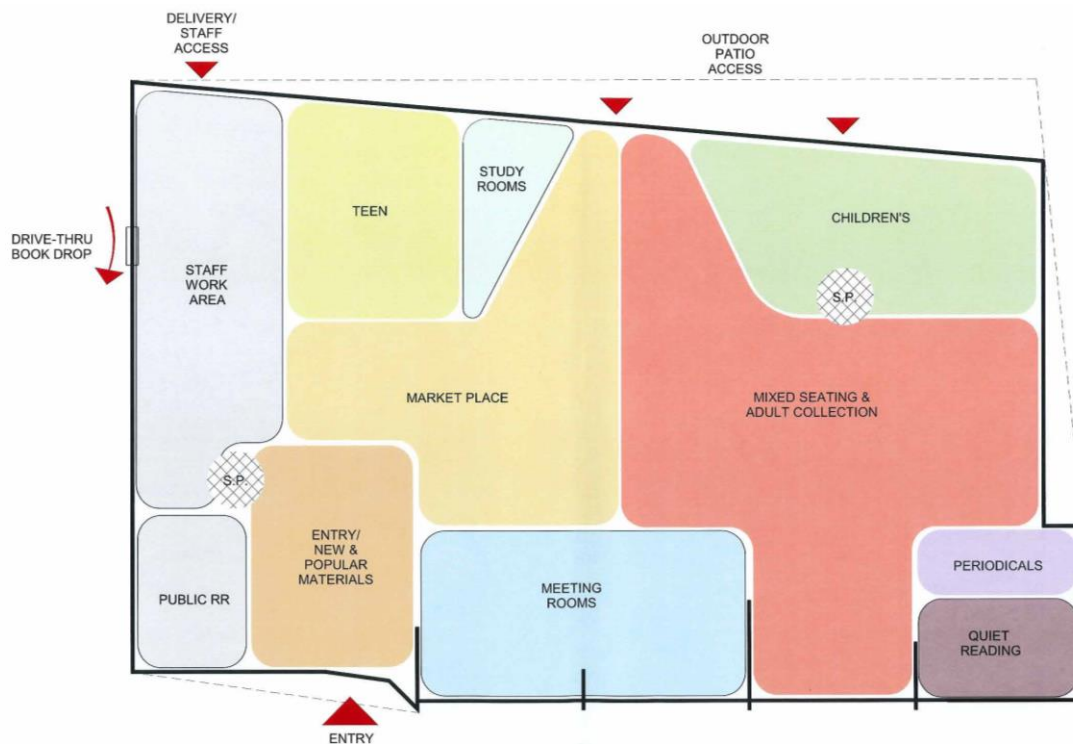 DELIVERY/
STAFF
ACCESS
OUTDOOR
PATIO
ACCESS
STUDY
ROOMS
TEEN
CHILDREN'S
DRIVE-THRU
BOOK DROP
STAFF
WORK
AREA
S.P.
MARKET PLACE
MIXED SEATING &
ADULT COLLECTION
S.P.
ENTRY/
NEW &
POPULAR
MATERIALS
PERIODICALS
PUBLIC RR
MEETING
ROOMS
QUIET
READING
ENTRY